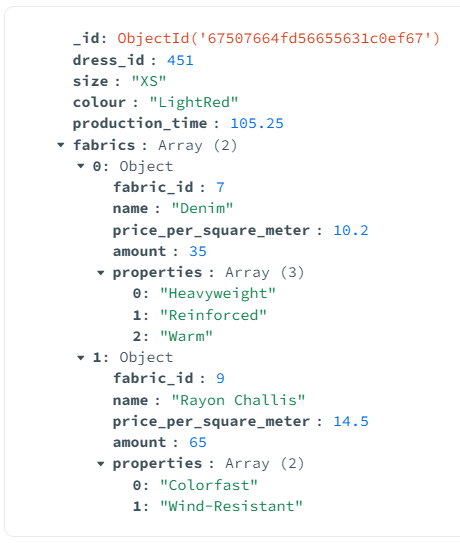 _id: ObjectId('67507664fd56655631c0ef67')
dress_id : 451
size : "XS"
colour : "LightRed"
production_time : 105.25
fabrics : Array (2)
0: Object
fabric_id : 7
name : "Denim"
price_per_square_meter : 10.2
amount : 35
properties : Array (3)
0: "Heavyweight"
1: "Reinforced"
2: "Warm"
1: Object
fabric_id : 9
name : "Rayon Challis"
price_per_square_meter : 14.5
amount : 65
properties : Array (2)
0: "Colorfast"
1: "Wind-Resistant"